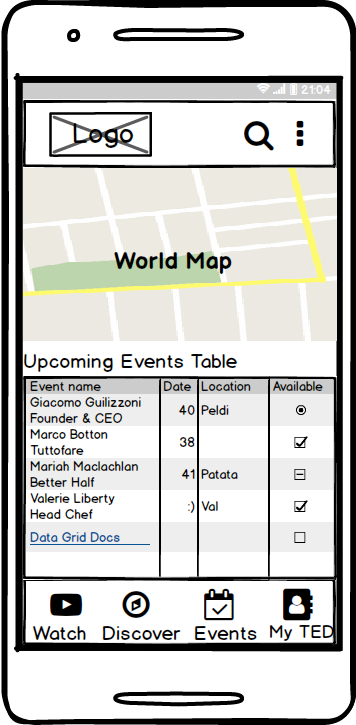 21:04
Logo
World Map
Upcoming Events Table
Event name Date Location Available
Giacomo Guilizzoni
Founder & CEO
40 Peldi
Marco Botton
Tuttofare
38
Mariah Maclachlan
Better Half
41 Patata
Valerie Liberty
Head Chef
:) Val
Data Grid Docs
Watch Discover Events My TED